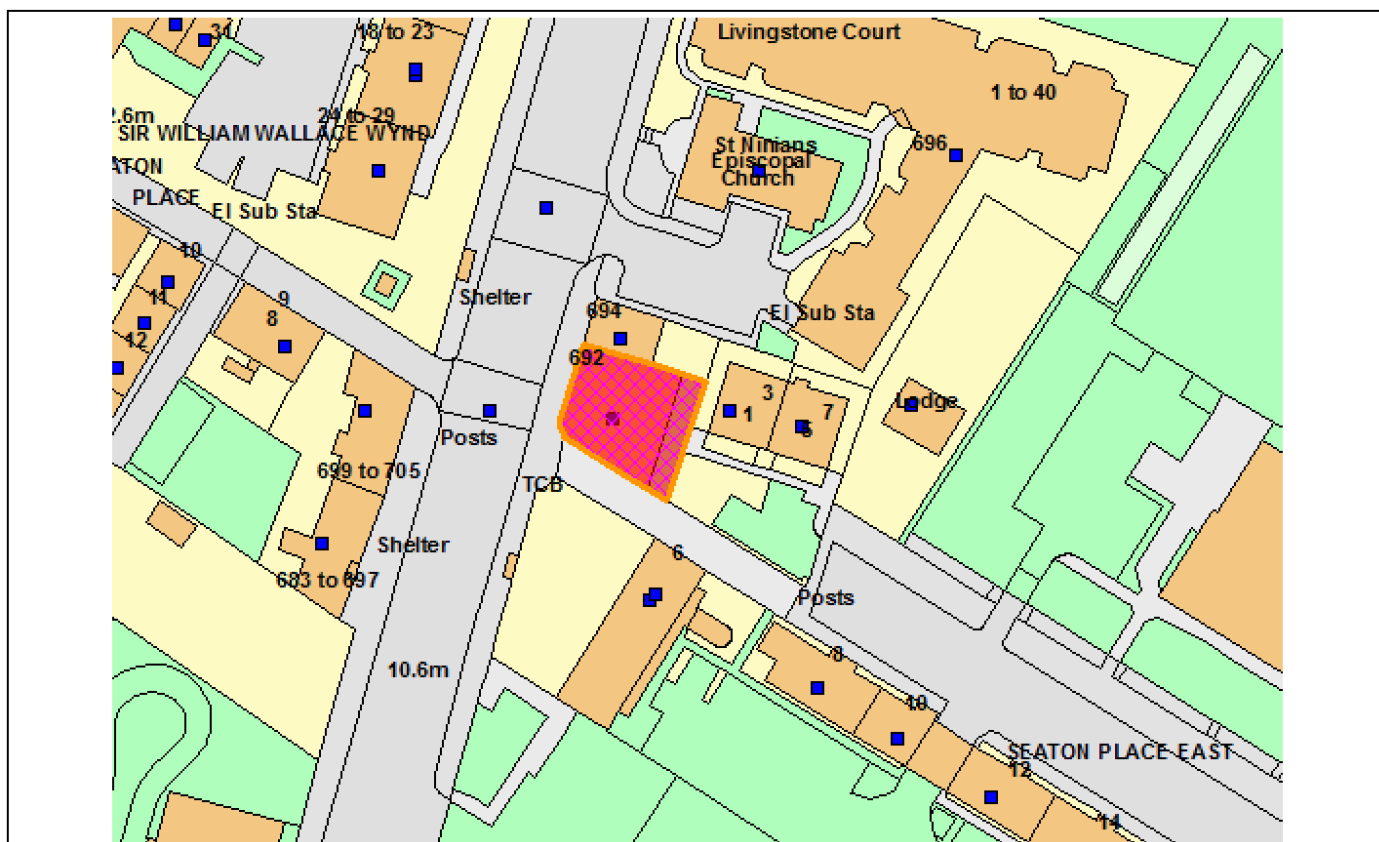 31
18 to 23
Livingstone Court
1 to 40
2.6m
24 to 29
SIR WILLIAM WALLACE WYND
St Ninians
Episcopal
Church
696
ATON
PLACE
El Sub Sta
10
11
12
9
8
Shelter
694
El Sub Sta
692
3
1
7
5
Lodge
Posts
699 to 705
TCB
Shelter
683 to 697
6
Posts
10.6m
8
10
SEATON PLACE EAST
12
14